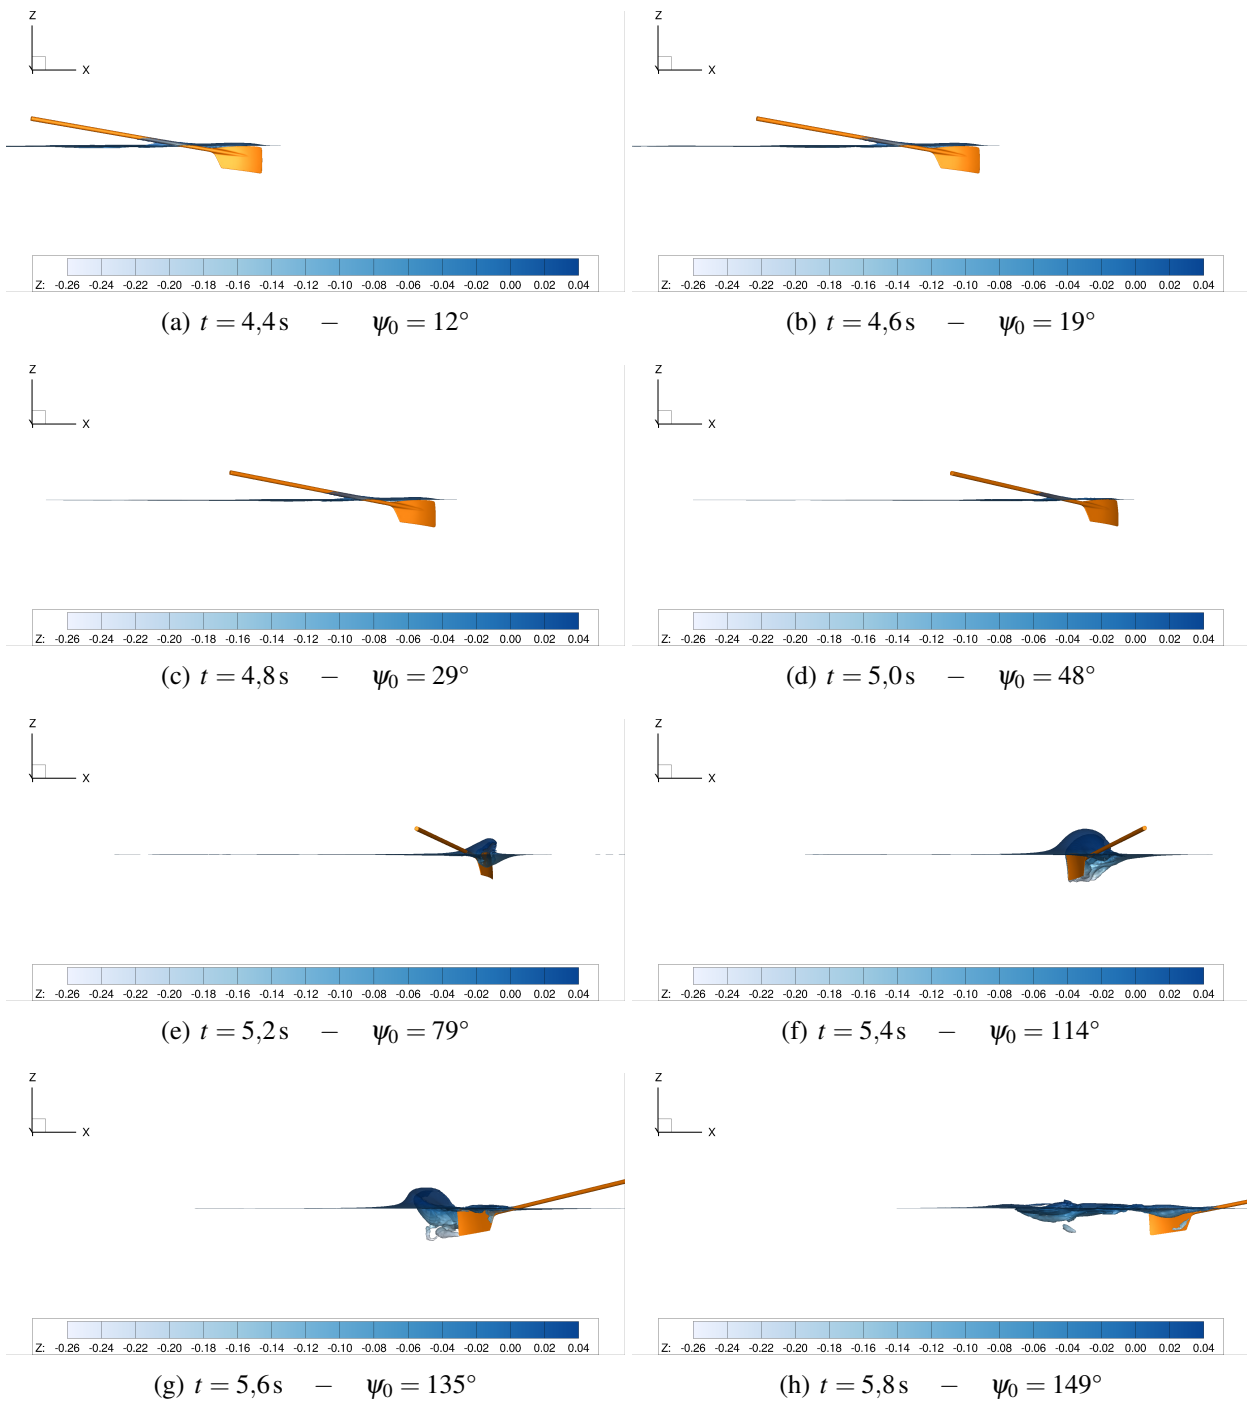 Z
X
Z
X
Z: -0.26 -0.24 -0.22 -0.20 -0.18 -0.16 -0.14 -0.12 -0.10 -0.08 -0.06 -0.04 -0.02 0.00 0.02 0.04
Z: -0.26 -0.24 -0.22 -0.20 -0.18 -0.16 -0.14 -0.12 -0.10 -0.08 -0.06 -0.04 -0.02 0.00 0.02 0.04
(a) t = 4,4 s – ψ₀ = 12°
(b) t = 4,6 s – ψ₀ = 19°
Z
X
Z
X
Z: -0.26 -0.24 -0.22 -0.20 -0.18 -0.16 -0.14 -0.12 -0.10 -0.08 -0.06 -0.04 -0.02 0.00 0.02 0.04
Z: -0.26 -0.24 -0.22 -0.20 -0.18 -0.16 -0.14 -0.12 -0.10 -0.08 -0.06 -0.04 -0.02 0.00 0.02 0.04
(c) t = 4,8 s – ψ₀ = 29°
(d) t = 5,0 s – ψ₀ = 48°
Z
X
Z
X
Z: -0.26 -0.24 -0.22 -0.20 -0.18 -0.16 -0.14 -0.12 -0.10 -0.08 -0.06 -0.04 -0.02 0.00 0.02 0.04
Z: -0.26 -0.24 -0.22 -0.20 -0.18 -0.16 -0.14 -0.12 -0.10 -0.08 -0.06 -0.04 -0.02 0.00 0.02 0.04
(e) t = 5,2 s – ψ₀ = 79°
(f) t = 5,4 s – ψ₀ = 114°
Z
X
Z
X
Z: -0.26 -0.24 -0.22 -0.20 -0.18 -0.16 -0.14 -0.12 -0.10 -0.08 -0.06 -0.04 -0.02 0.00 0.02 0.04
Z: -0.26 -0.24 -0.22 -0.20 -0.18 -0.16 -0.14 -0.12 -0.10 -0.08 -0.06 -0.04 -0.02 0.00 0.02 0.04
(g) t = 5,6 s – ψ₀ = 135°
(h) t = 5,8 s – ψ₀ = 149°